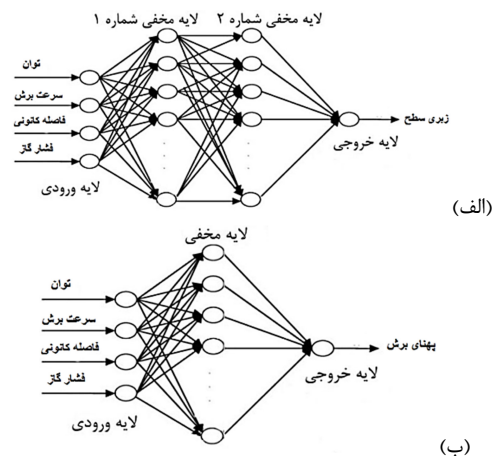 لایه مخفی شماره ۱
لایه مخفی شماره ۲
توان
سرعت برش
فاصله کانونی
فشار گاز
لایه ورودی
زبری سطح
لایه خروجی
(الف)
لایه مخفی
توان
سرعت برش
فاصله کانونی
فشار گاز
لایه ورودی
پهنای برش
لایه خروجی
(ب)